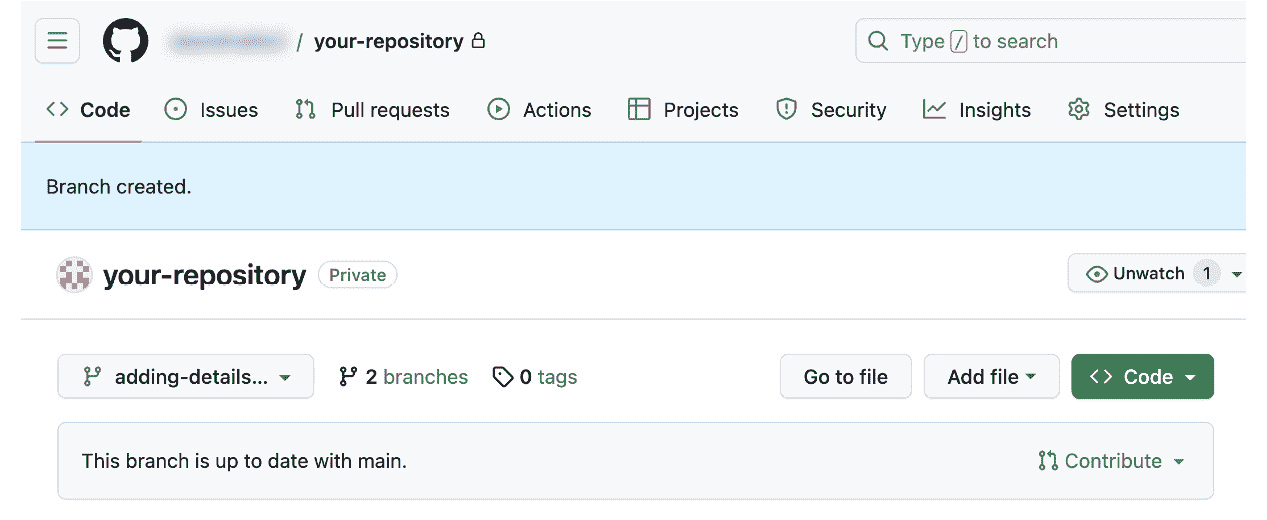 / your-repository
Type / to search
Code Issues Pull requests Actions Projects Security Insights Settings
Branch created.
your-repository Private
Unwatch 1
adding-details... 2 branches 0 tags Go to file Add file Code
This branch is up to date with main. Contribute